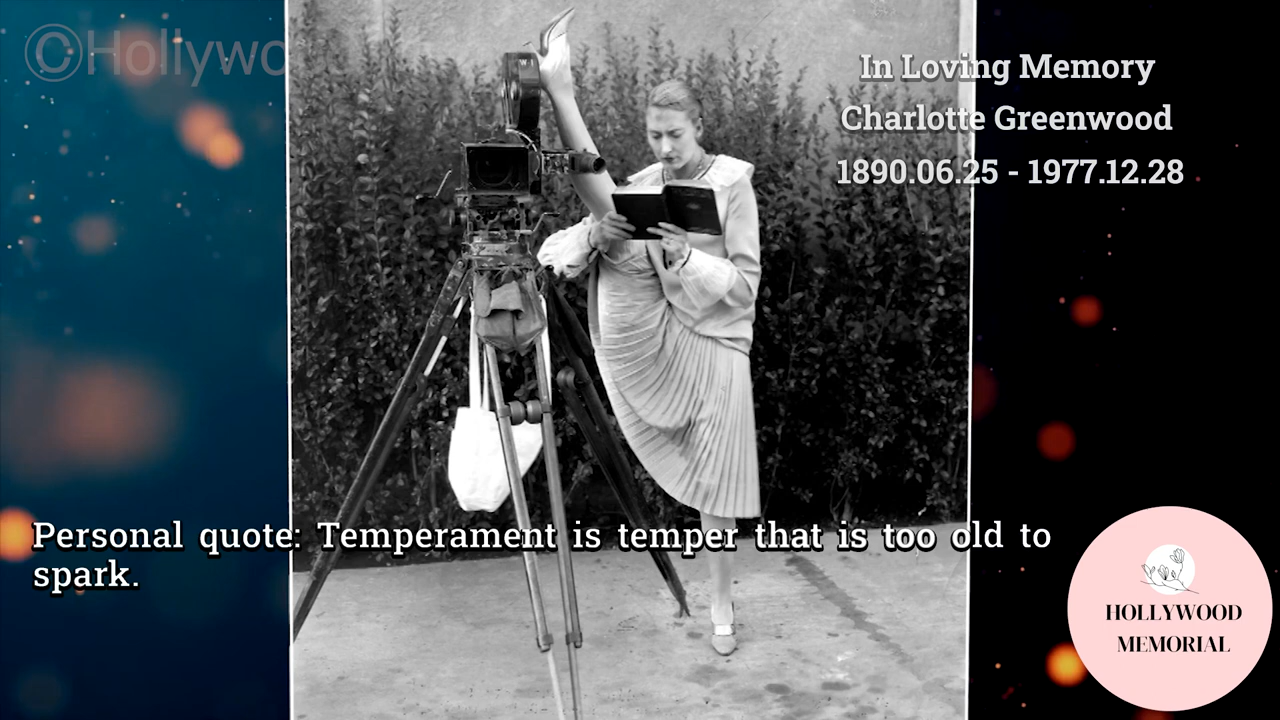 ©Hollywo
In Loving Memory
Charlotte Greenwood
1890.06.25 - 1977.12.28
Personal quote: Temperament is temper that is too old to
spark.
HOLLYWOOD
MEMORIAL